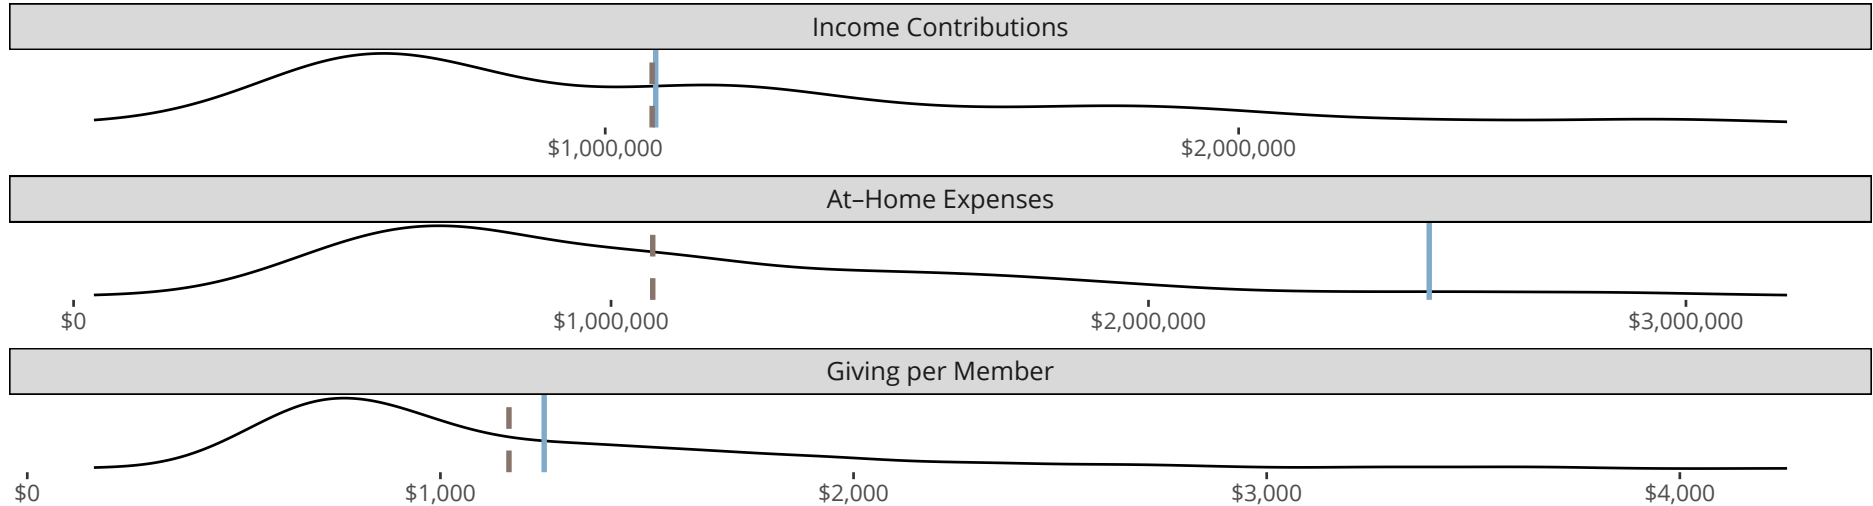 Income Contributions
$1,000,000 $2,000,000
At–Home Expenses
$0 $1,000,000 $2,000,000 $3,000,000
Giving per Member
$0 $1,000 $2,000 $3,000 $4,000